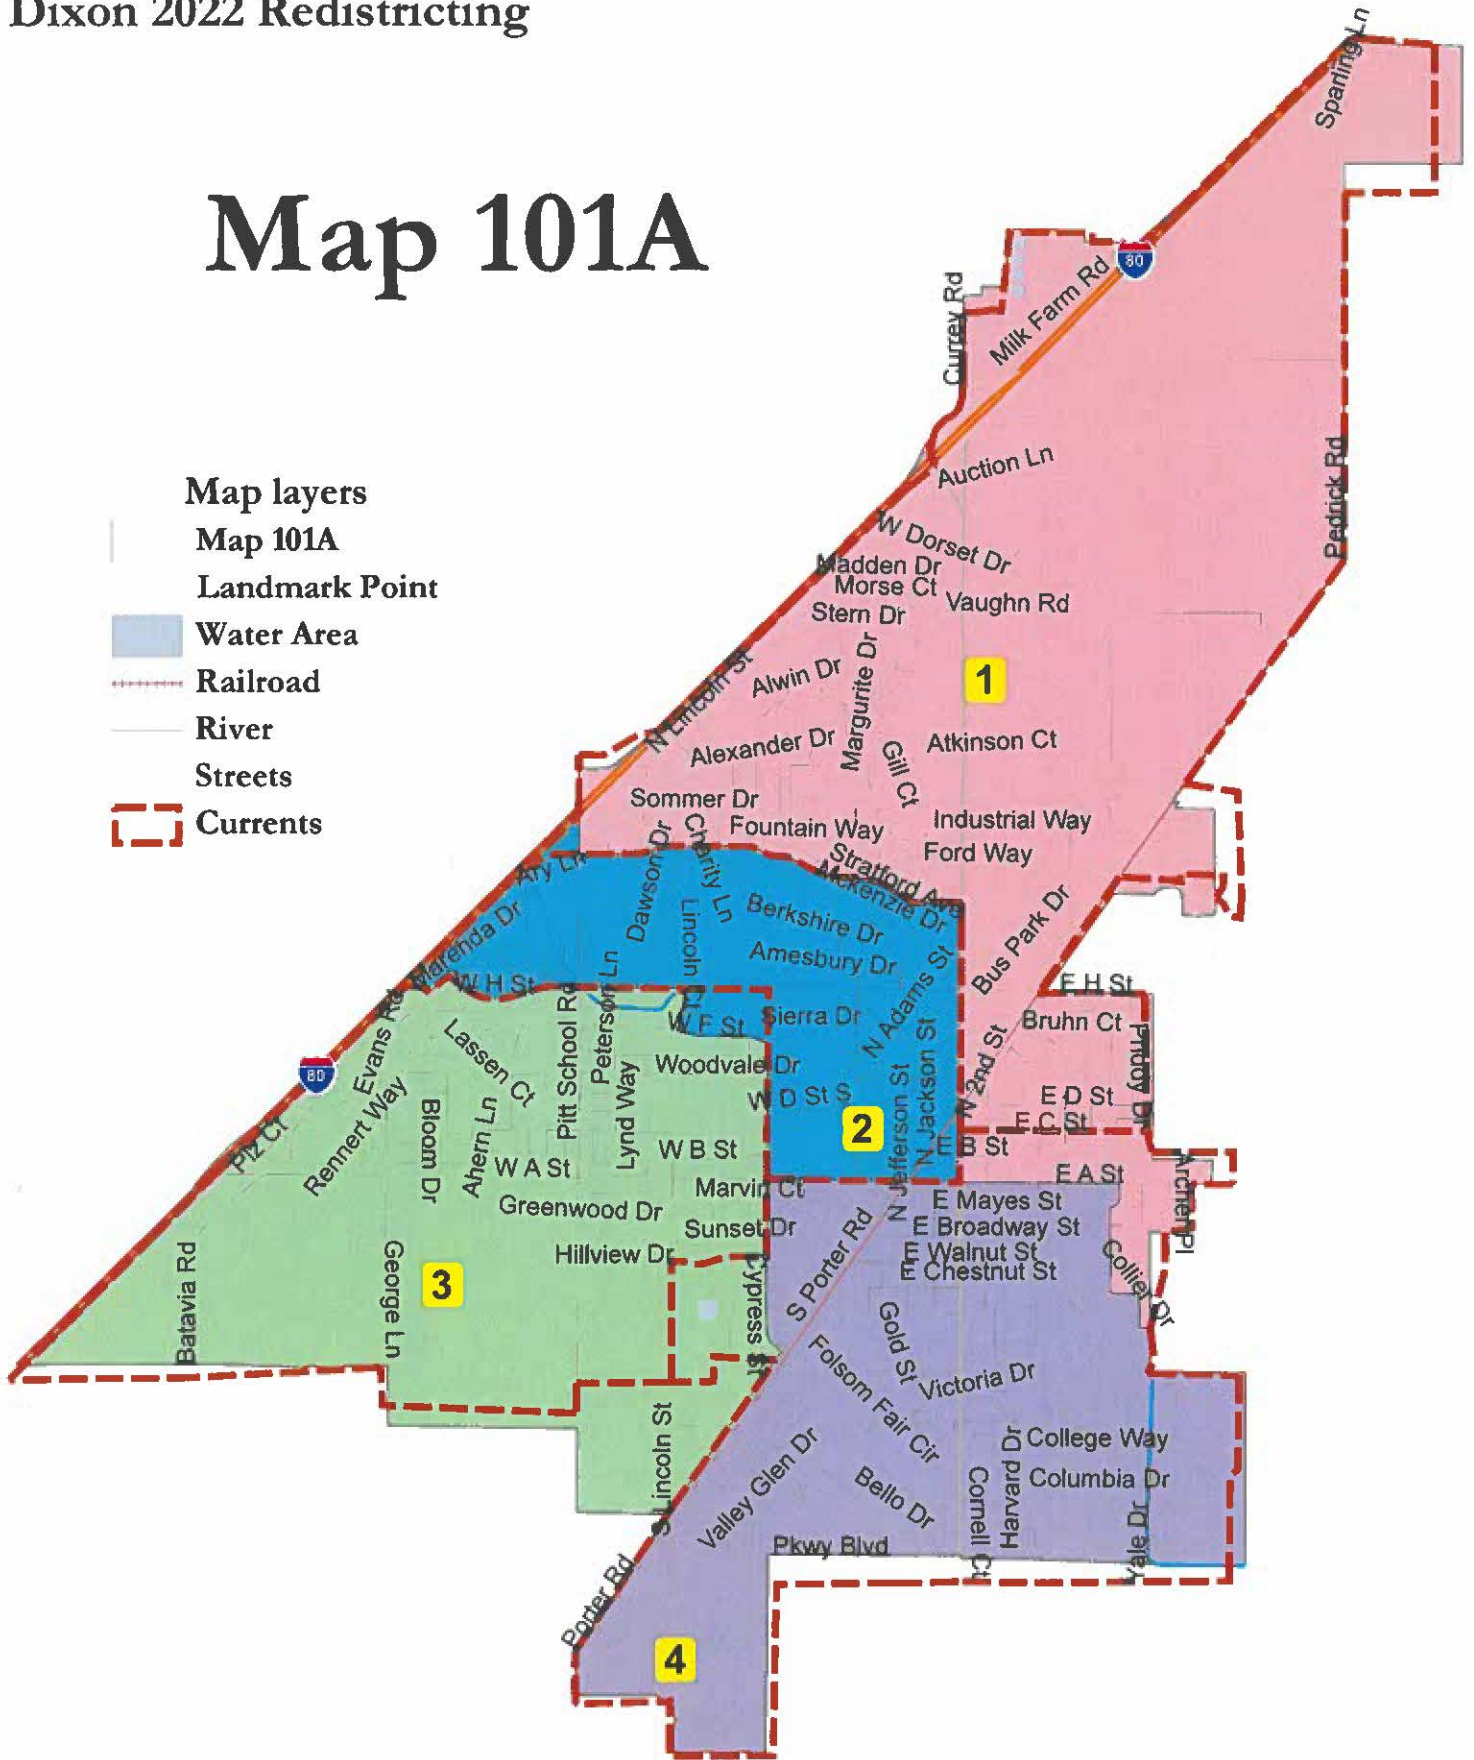 Dixon 2022 Redistricting
Map 101A
Map layers
Map 101A
Landmark Point
Water Area
Railroad
River
Streets
Currents
Sparling Ln
80
Milk Farm Rd
Currey Rd
Auction Ln
Pedrick Rd
W Dorset Dr
Madden Dr
Morse Ct
Vaughn Rd
Stern Dr
N Lincoln St
Alwin Dr
Margurite Dr
1
Alexander Dr
Gill Ct
Atkinson Ct
Sommer Dr
Fountain Way
Industrial Way
Ford Way
Stratford Ave
Mckenzie Dr
Charity Ln
Dawson Dr
Ary Ln
Berkshire Dr
Marenda Dr
Lincoln Ct
Amesbury Dr
Bus Park Dr
W H St
Peterson Ln
N Adams St
E H St
Evans Rd
Pitt School Rd
W F St
Sierra Dr
Bruhn Ct
Lassen Ct
Woodvale Dr
N 2nd St
80
Rennert Way
Bloom Dr
Ahern Ln
Lynd Way
W D St S
N Jefferson St
N Jackson St
E D St
E C St
2
Pitz Ct
W B St
E B St
W A St
E A St
Marvin Ct
Archer Pl
Greenwood Dr
E Mayes St
Sunset Dr
S Porter Rd
E Broadway St
Hillview Dr
E Walnut St
E Chestnut St
Collier Dr
Batavia Rd
George Ln
3
Cypress St
Gold St
Folsom Fair Cir
Victoria Dr
S Lincoln St
Valley Glen Dr
Harvard Dr
College Way
Columbia Dr
Bello Dr
Cornell Ct
Yale Dr
Pkwy Blvd
Porter Rd
4